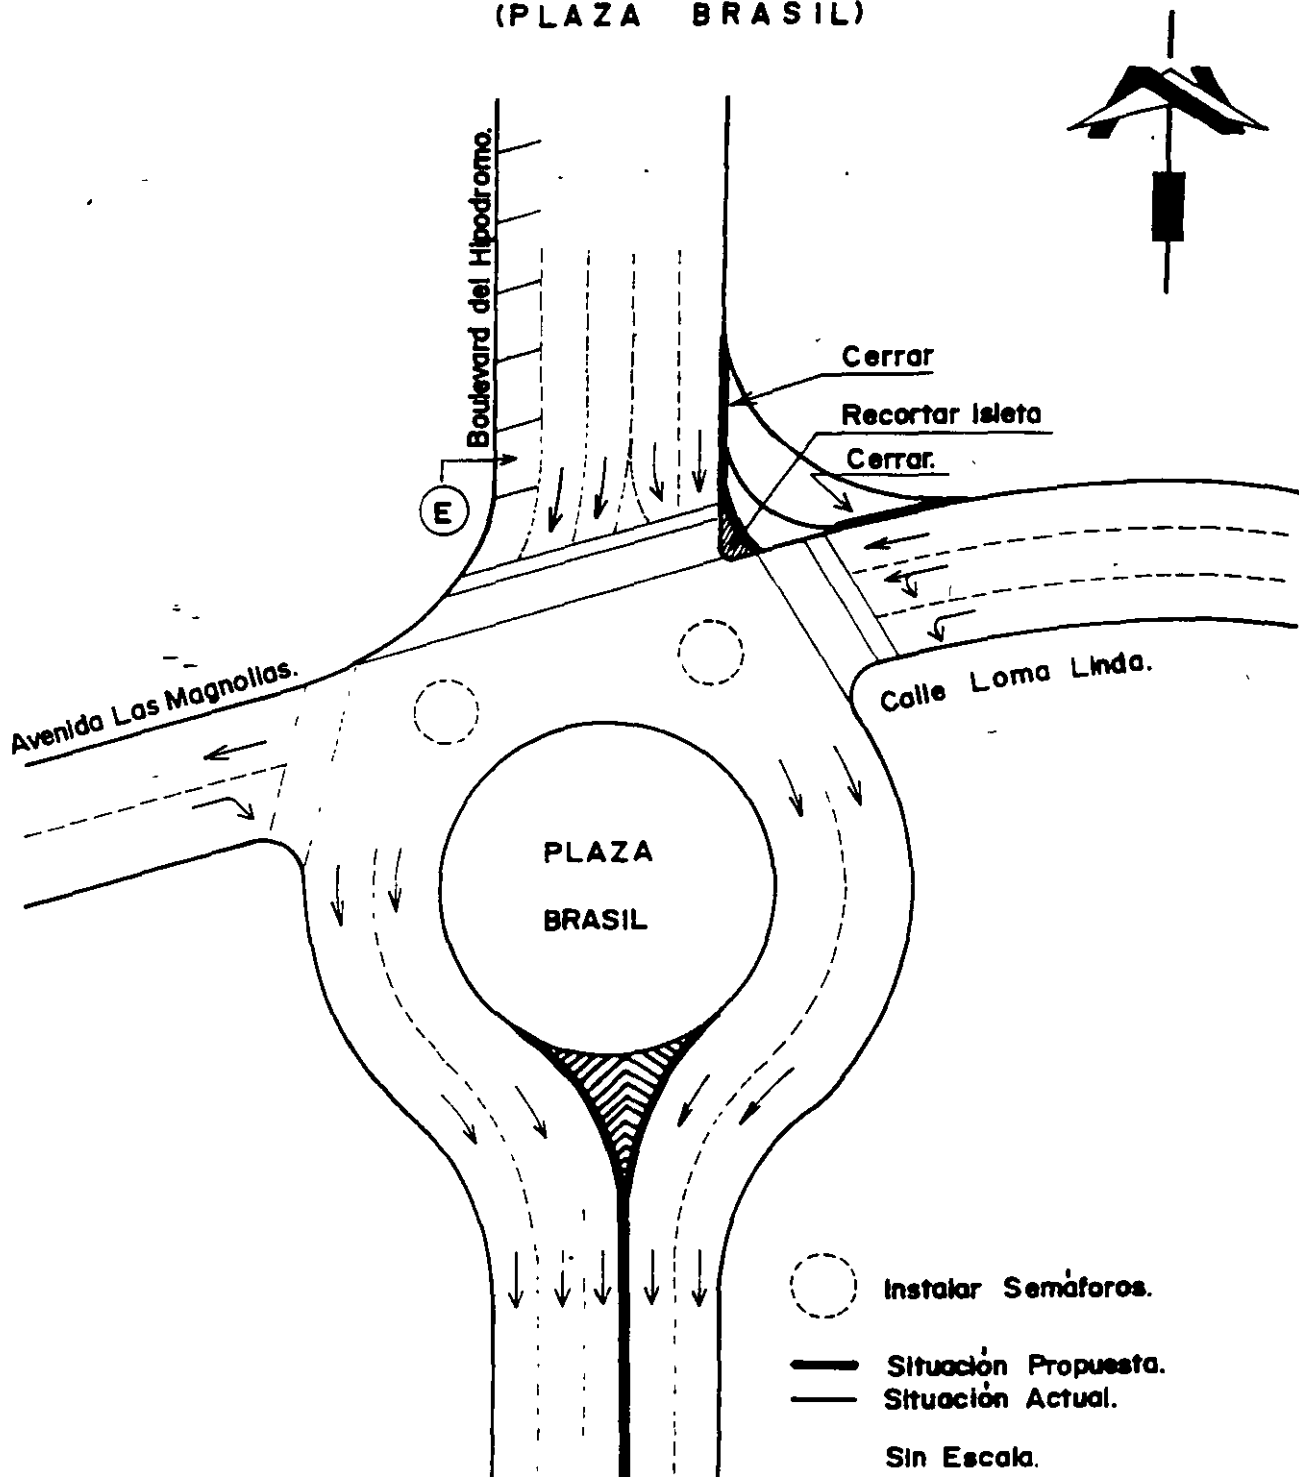 (PLAZA BRASIL)
Boulevard del Hipodromo.
Cerrar
Recortar isleta
Cerrar.
E
Avenida Las Magnolias.
Calle Loma Linda.
PLAZA
BRASIL
Instalar Semáforos.
Situación Propuesta.
Situación Actual.
Sin Escala.